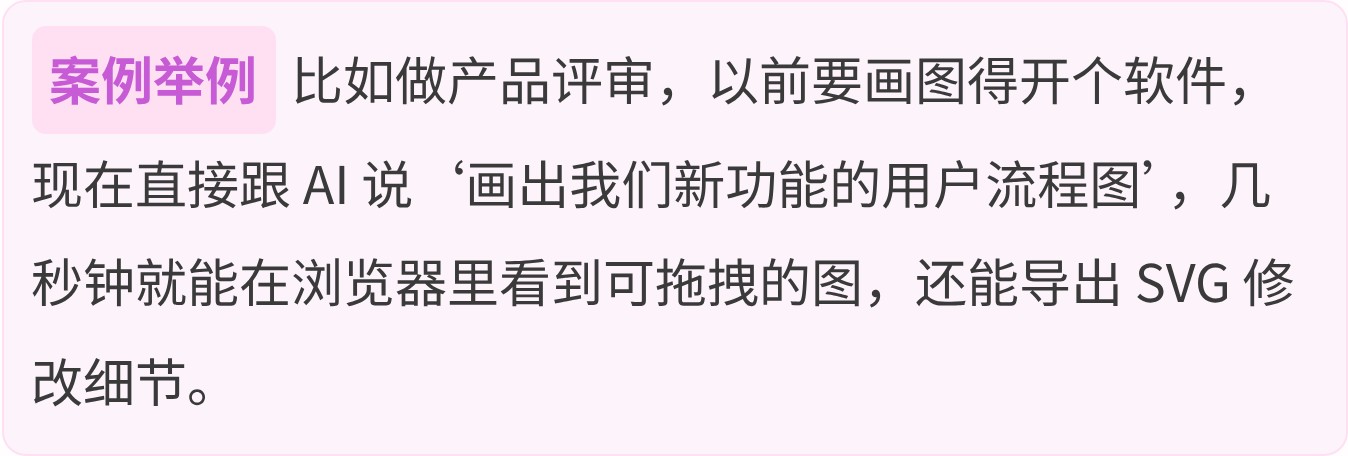 案例举例 比如做产品评审，以前要画图得开个软件，
现在直接跟 AI 说 ‘画出我们新功能的用户流程图’ ，几
秒钟就能在浏览器里看到可拖拽的图，还能导出 SVG 修
改细节。